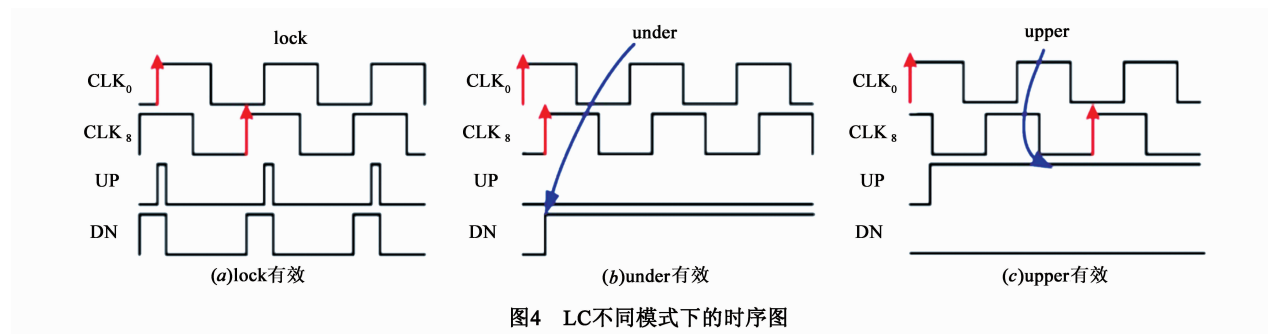 lock
CLK₀
CLK₈
UP
DN
(a)lock有效
under
CLK₀
CLK₈
UP
DN
(b)under有效
upper
CLK₀
CLK₈
UP
DN
(c)upper有效
图4 LC不同模式下的时序图